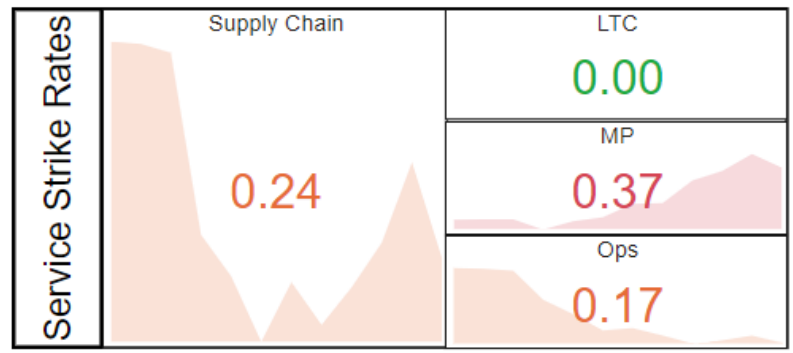 Service Strike Rates
Supply Chain
0.24
LTC
0.00
MP
0.37
Ops
0.17